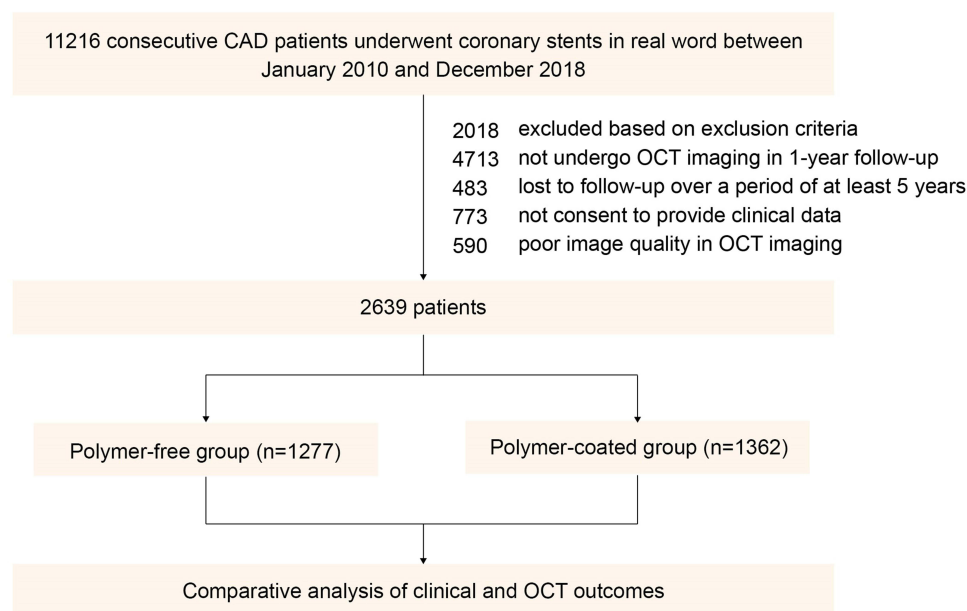 11216 consecutive CAD patients underwent coronary stents in real word between
January 2010 and December 2018
2018 excluded based on exclusion criteria
4713 not undergo OCT imaging in 1-year follow-up
483 lost to follow-up over a period of at least 5 years
773 not consent to provide clinical data
590 poor image quality in OCT imaging
2639 patients
Polymer-free group (n=1277)
Polymer-coated group (n=1362)
Comparative analysis of clinical and OCT outcomes